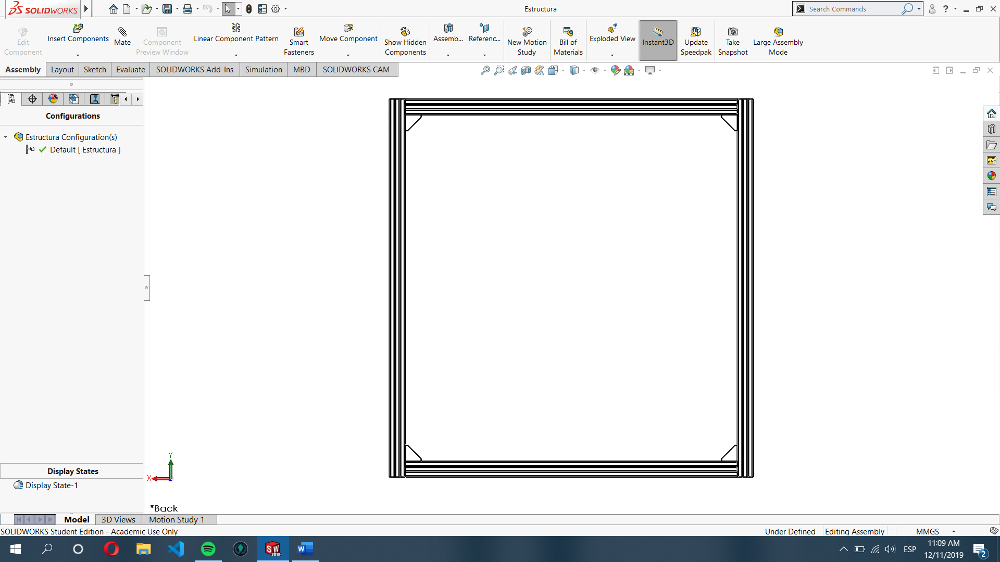 SOLIDWORKS
Estructura
Search Commands
?
Edit Component
Insert Components
Mate
Component Preview Window
Linear Component Pattern
Smart Fasteners
Move Component
Show Hidden Components
Assemb...
Referenc...
New Motion Study
Bill of Materials
Exploded View
Instant3D
Update Speedpak
Take Snapshot
Large Assembly Mode
Assembly
Layout
Sketch
Evaluate
SOLIDWORKS Add-Ins
Simulation
MBD
SOLIDWORKS CAM
Configurations
Estructura Configuration(s)
Default [ Estructura ]
Display States
Display State-1
Y
X
*Back
Model
3D Views
Motion Study 1
SOLIDWORKS Student Edition - Academic Use Only
Under Defined
Editing Assembly
MMGS
SW
2019
W
ESP
11:09 AM
12/11/2019
2